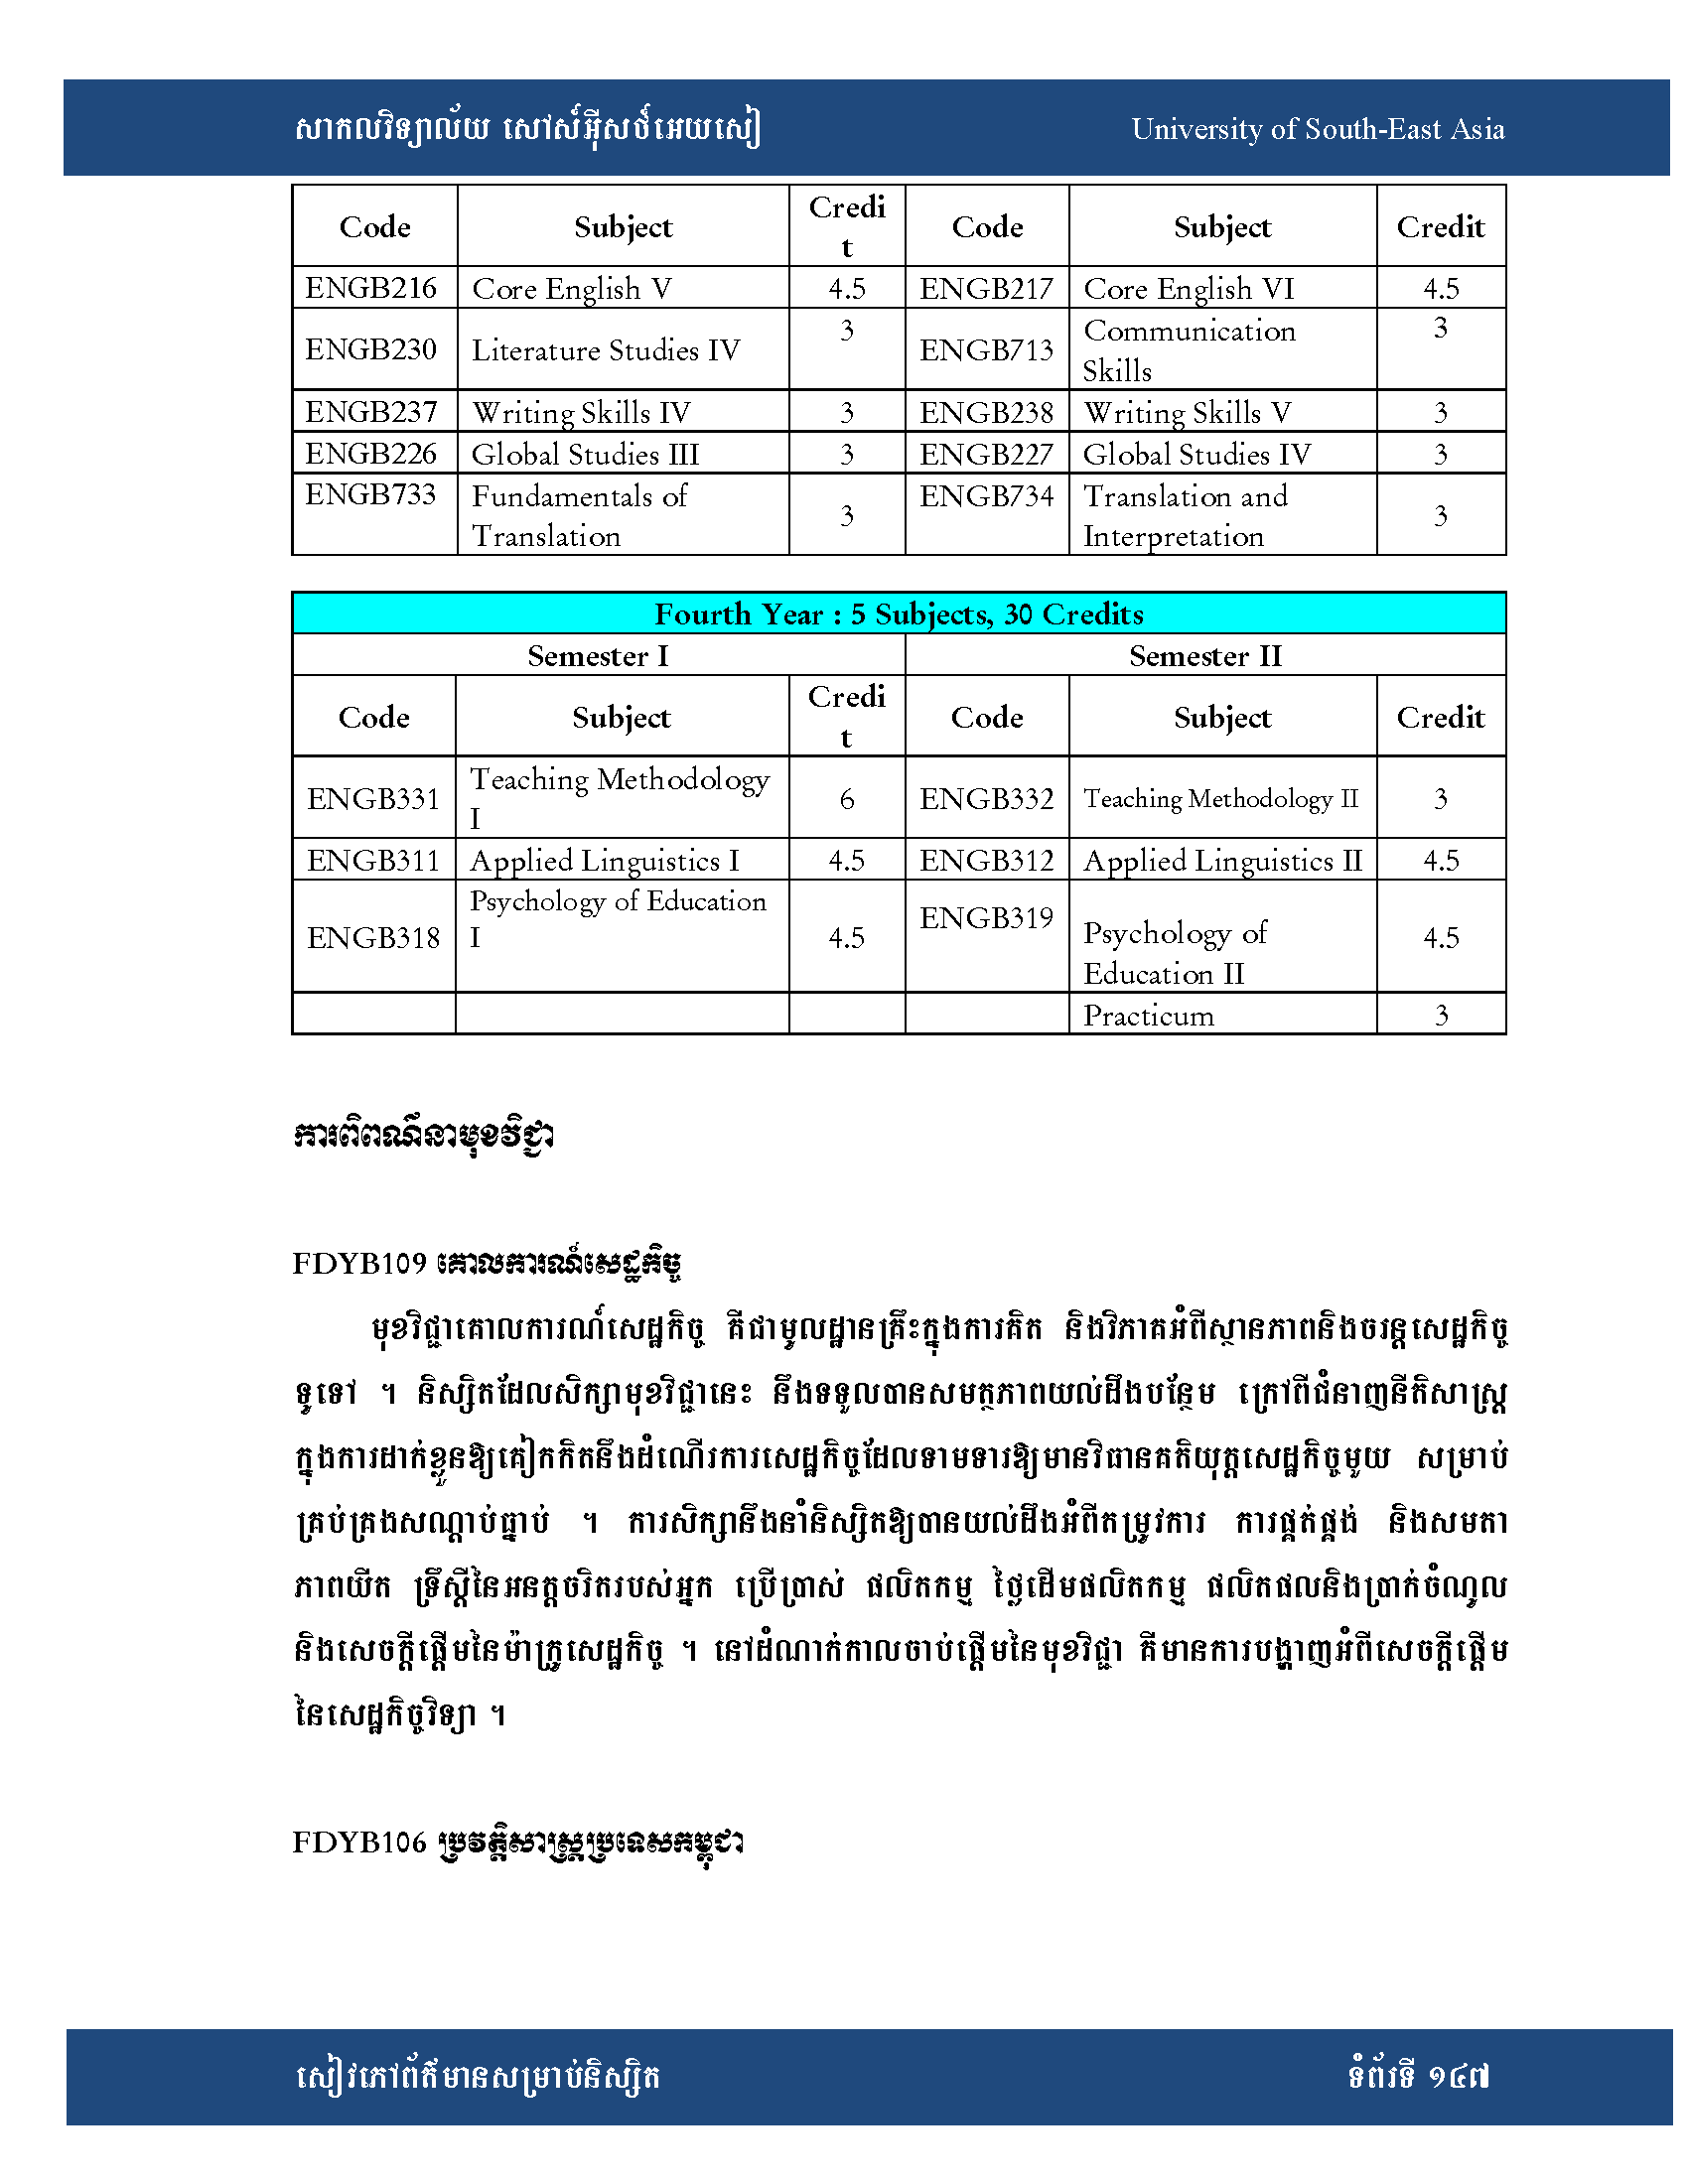 សាកលវិទ្យាល័យ សៅស៍អ៊ីសថ៍អេយសៀ University of South-East Asia
Code Subject Credi Code Subject Credit
t
ENGB216 Core English V 4.5 ENGB217 Core English VI 4.5
ENGB230 Literature Studies IV 3 ENGB713 Communication 3
Skills
ENGB237 Writing Skills IV 3 ENGB238 Writing Skills V 3
ENGB226 Global Studies III 3 ENGB227 Global Studies IV 3
ENGB733 Fundamentals of 3 ENGB734 Translation and 3
Translation Interpretation
Fourth Year : 5 Subjects, 30 Credits
Semester I Semester II
Code Subject Credi Code Subject Credit
t
ENGB331 Teaching Methodology 6 ENGB332 Teaching Methodology II 3
I
ENGB311 Applied Linguistics I 4.5 ENGB312 Applied Linguistics II 4.5
ENGB318 Psychology of Education 4.5 ENGB319 Psychology of 4.5
I Education II
Practicum 3
ការពិពណ៌នាមុខវិជ្ជា
FDYB109 គោលការណ៍សេដ្ឋកិច្ច
មុខវិជ្ជាគោលការណ៍សេដ្ឋកិច្ច គឺជាមូលដ្ឋានគ្រឹះក្នុងការគិត និងវិភាគអំពីស្ថានភាពនិងចរន្តសេដ្ឋកិច្ច
ទូទៅ ។ និស្សិតដែលសិក្សាមុខវិជ្ជានេះ នឹងទទួលបានសមត្ថភាពយល់ដឹងបន្ថែម ក្រៅពីជំនាញនីតិសាស្ត្រ
ក្នុងការដាក់ខ្លួនឱ្យគៀកកិតនឹងដំណើរការសេដ្ឋកិច្ចដែលទាមទារឱ្យមានវិធានគតិយុត្តសេដ្ឋកិច្ចមួយ សម្រាប់
គ្រប់គ្រងសណ្តាប់ធ្នាប់ ។ ការសិក្សានឹងនាំនិស្សិតឱ្យបានយល់ដឹងអំពីតម្រូវការ ការផ្គត់ផ្គង់ និងសមតា
ភាពយឺត ទ្រឹស្តីនៃអនត្តចរិករបស់អ្នក ប្រើប្រាស់ ផលិតកម្ម ថ្លៃដើមផលិតកម្ម ផលិតផលនិងប្រាក់ចំណូល
និងសេចក្តីផ្តើមនៃម៉ាក្រូសេដ្ឋកិច្ច ។ នៅដំណាក់កាលចាប់ផ្តើមនៃមុខវិជ្ជា គឺមានការបង្ហាញអំពីសេចក្តីផ្តើម
នៃសេដ្ឋកិច្ចវិទ្យា ។
FDYB106 ប្រវត្តិសាស្ត្រប្រទេសកម្ពុជា
សៀវភៅព័ត៌មានសម្រាប់និស្សិត ទំព័រទី ១៤៧